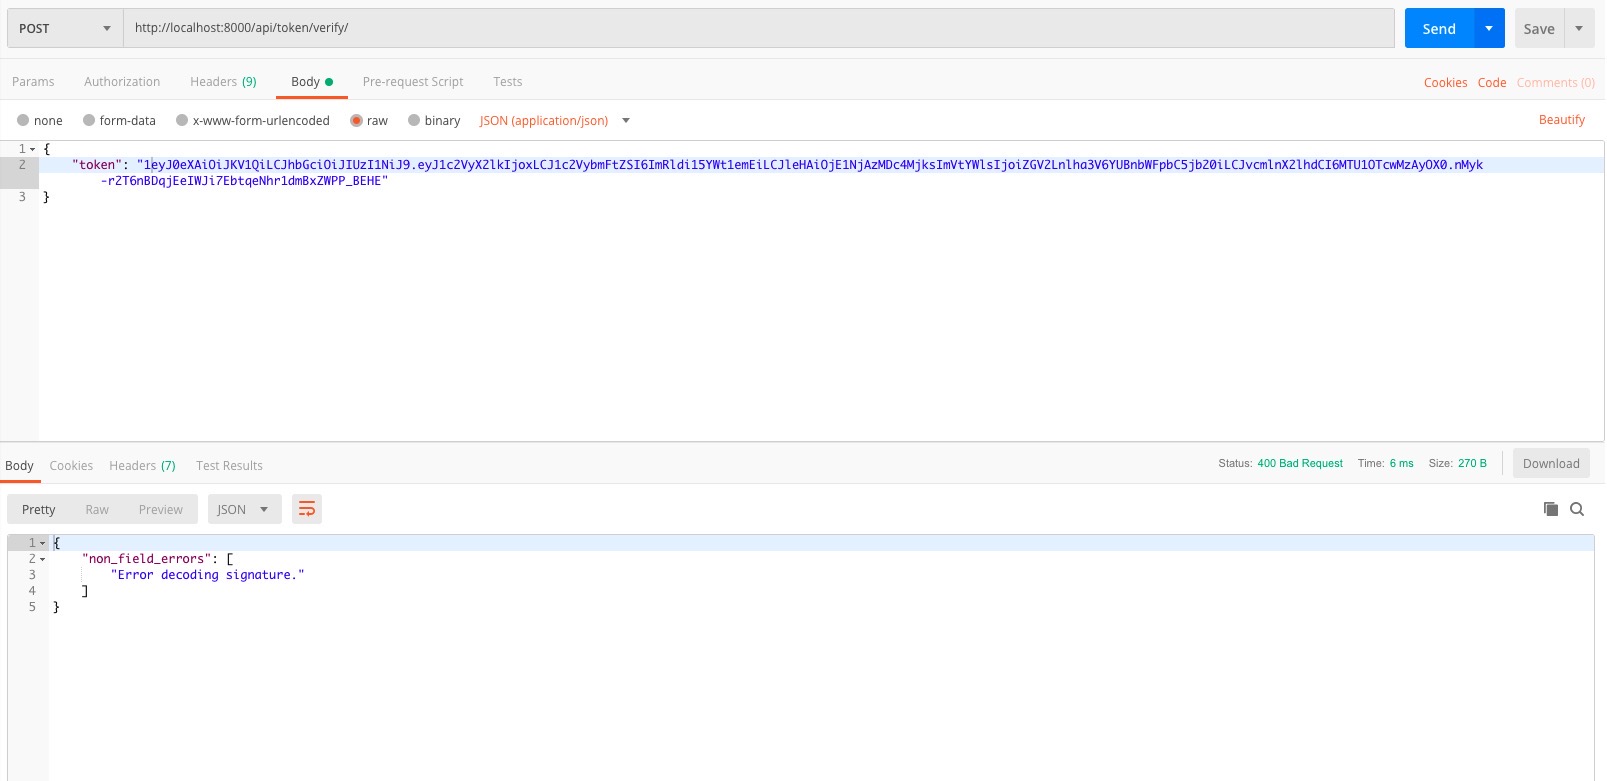 POST http://localhost:8000/api/token/verify/ Send Save
Params Authorization Headers (9) Body Pre-request Script Tests Cookies Code Comments (0)
none form-data x-www-form-urlencoded raw binary JSON (application/json) Beautify
1 {
2 "token": "1eyJ0eXAiOiJKV1QiLCJhbGciOiJIUzI1NiJ9.eyJ1c2VyX2lkIjoxLCJ1c2VybmFtZSI6ImRldi15YWt1emEiLCJleHAiOjE1NjAzMDc4MjksImVtYWlsIjoiZGV2Lnlha3V6YUBnbWFpbC5jb20iLCJvcmlnX2lhdCI6MTU1OTcwMzAyOX0.nMyk
-r2T6nBDqjEeIWJi7EbtqeNhr1dmBxZWPP_BEHE"
3 }
Body Cookies Headers (7) Test Results Status: 400 Bad Request Time: 6 ms Size: 270 B Download
Pretty Raw Preview JSON
1 {
2 "non_field_errors": [
3 "Error decoding signature."
4 ]
5 }